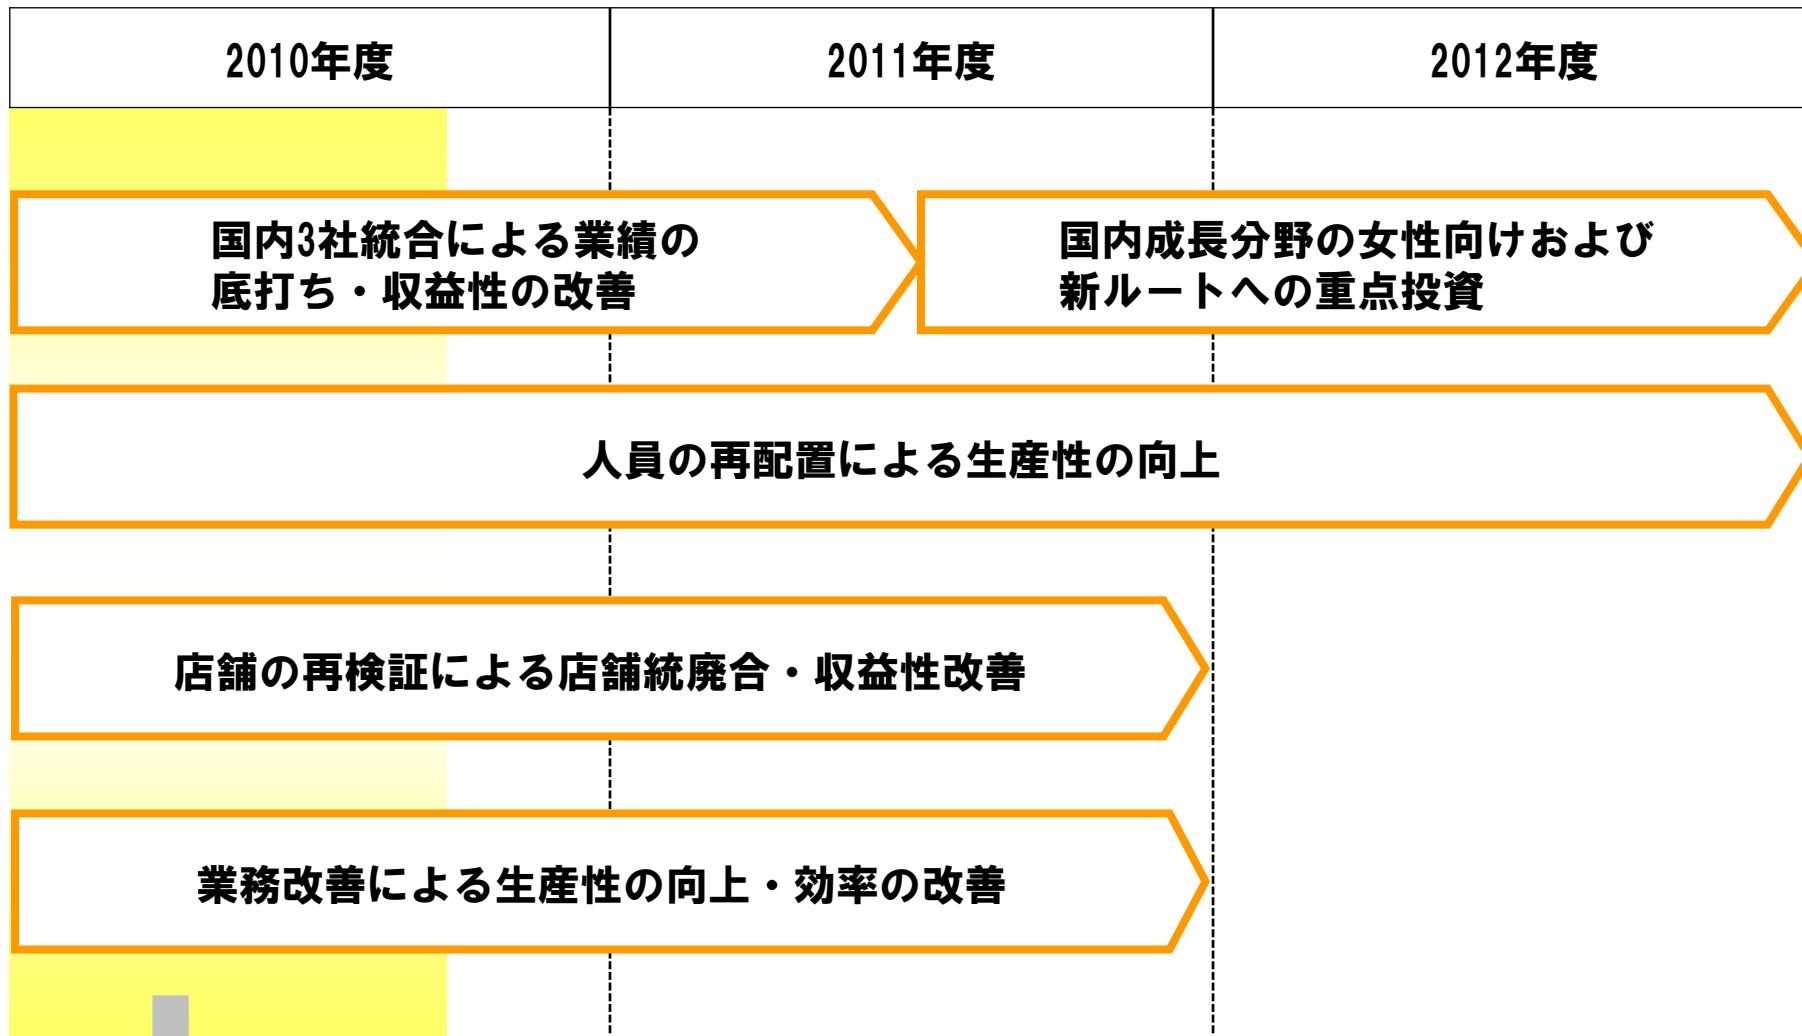 2010年度
2011年度
2012年度
国内3社統合による業績の
底打ち・収益性の改善
国内成長分野の女性向けおよび
新ルートへの重点投資
人員の再配置による生産性の向上
店舗の再検証による店舗統廃合・収益性改善
業務改善による生産性の向上・効率の改善